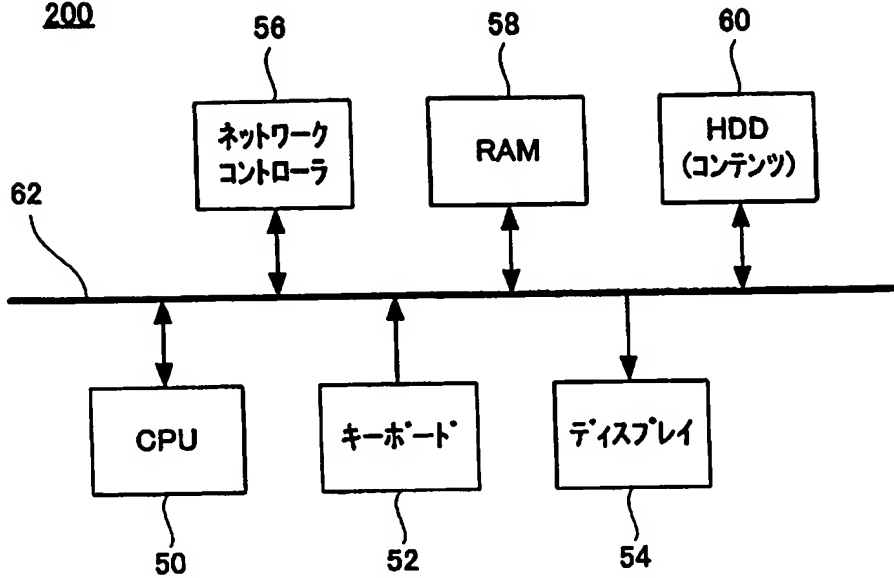 200
56
58
60
ネットワーク
コントローラ
RAM
HDD
(コンテンツ)
62
CPU
キーボード
ディスプレイ
50
52
54